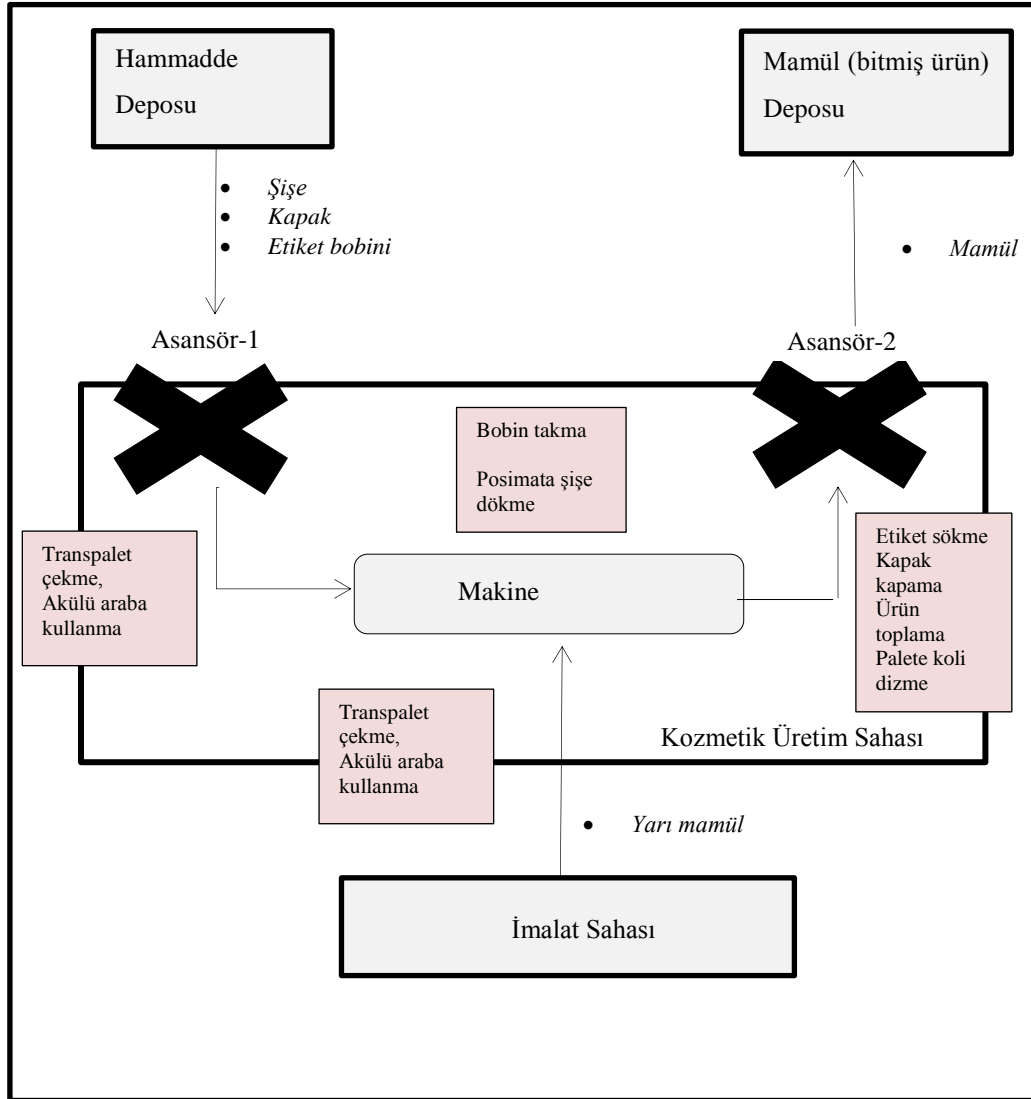 Hammadde
Deposu
Mamül (bitmiş ürün)
Deposu
• Şişe
• Kapak
• Etiket bobini
• Mamül
Asansör-1
Asansör-2
Bobin takma
Posimata şişe
dökme
Transpalet
çekme,
Akülü araba
kullanma
Makine
Etiket sökme
Kapak
kapama
Ürün
toplama
Palete koli
dizme
Transpalet
çekme,
Akülü araba
kullanma
Kozmetik Üretim Sahası
• Yarı mamül
İmalat Sahası